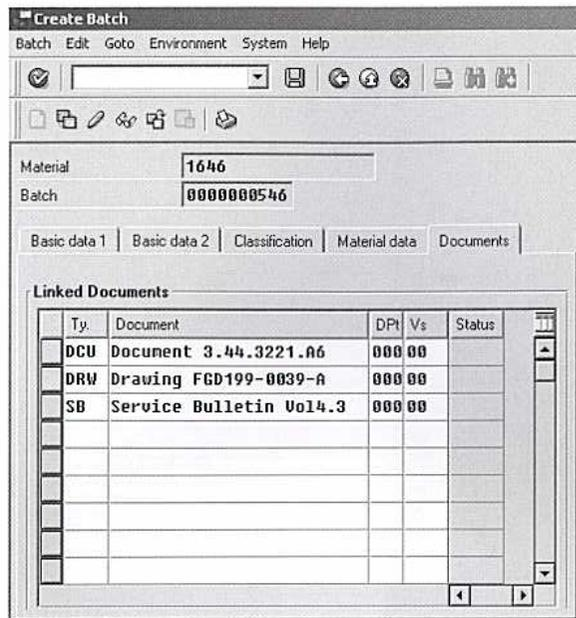 Create Batch
Batch Edit Goto Environment System Help
Material 1646
Batch 0000000546
Basic data 1 Basic data 2 Classification Material data Documents
Linked Documents
Ty. Document DPt Vs Status
DCU Document 3.44.3221.A6 000 00
DRW Drawing FGD199-0039-A 000 00
SB Service Bulletin Vol4.3 000 00